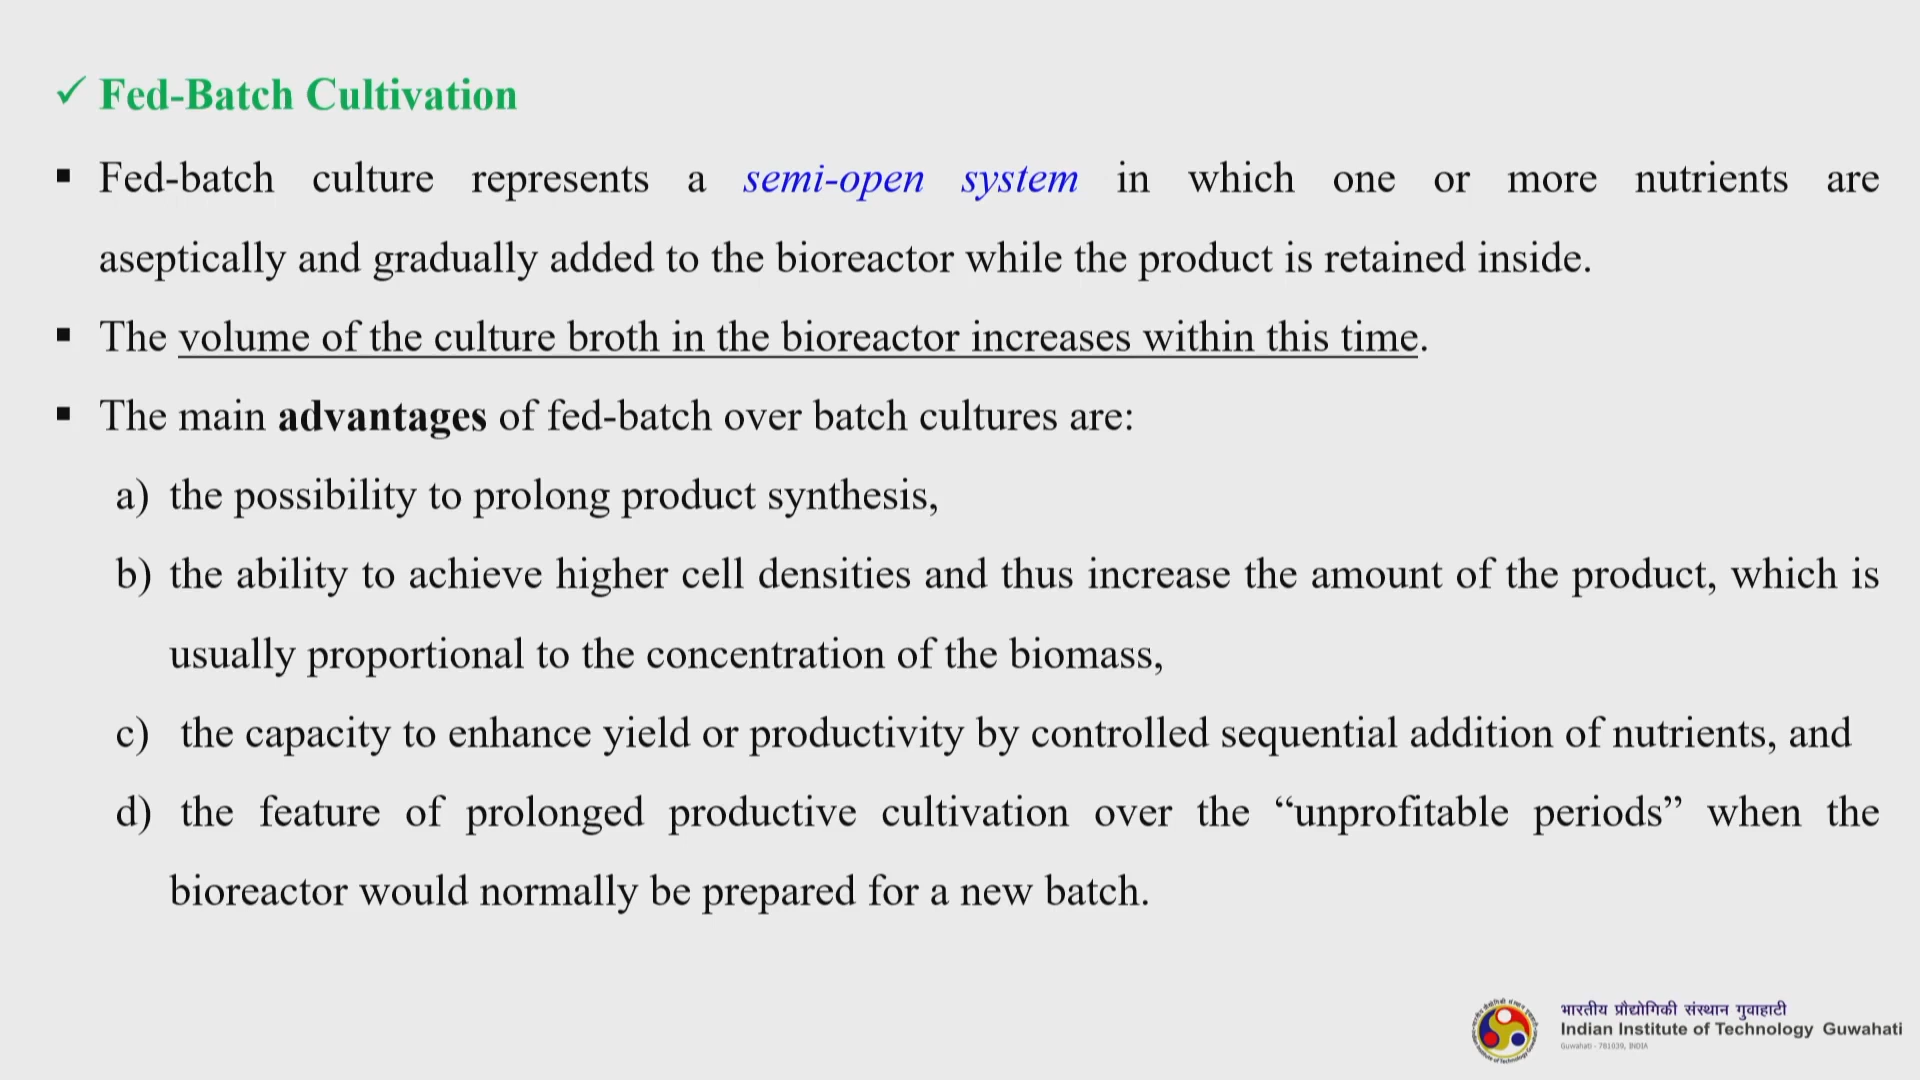 ✓ Fed-Batch Cultivation
▪ Fed-batch culture represents a semi-open system in which one or more nutrients are
aseptically and gradually added to the bioreactor while the product is retained inside.
▪ The volume of the culture broth in the bioreactor increases within this time.
▪ The main advantages of fed-batch over batch cultures are:
a) the possibility to prolong product synthesis,
b) the ability to achieve higher cell densities and thus increase the amount of the product, which is
usually proportional to the concentration of the biomass,
c) the capacity to enhance yield or productivity by controlled sequential addition of nutrients, and
d) the feature of prolonged productive cultivation over the “unprofitable periods” when the
bioreactor would normally be prepared for a new batch.
भारतीय प्रौद्योगिकी संस्थान गुवाहाटी
Indian Institute of Technology Guwahati
Guwahati - 781039, INDIA